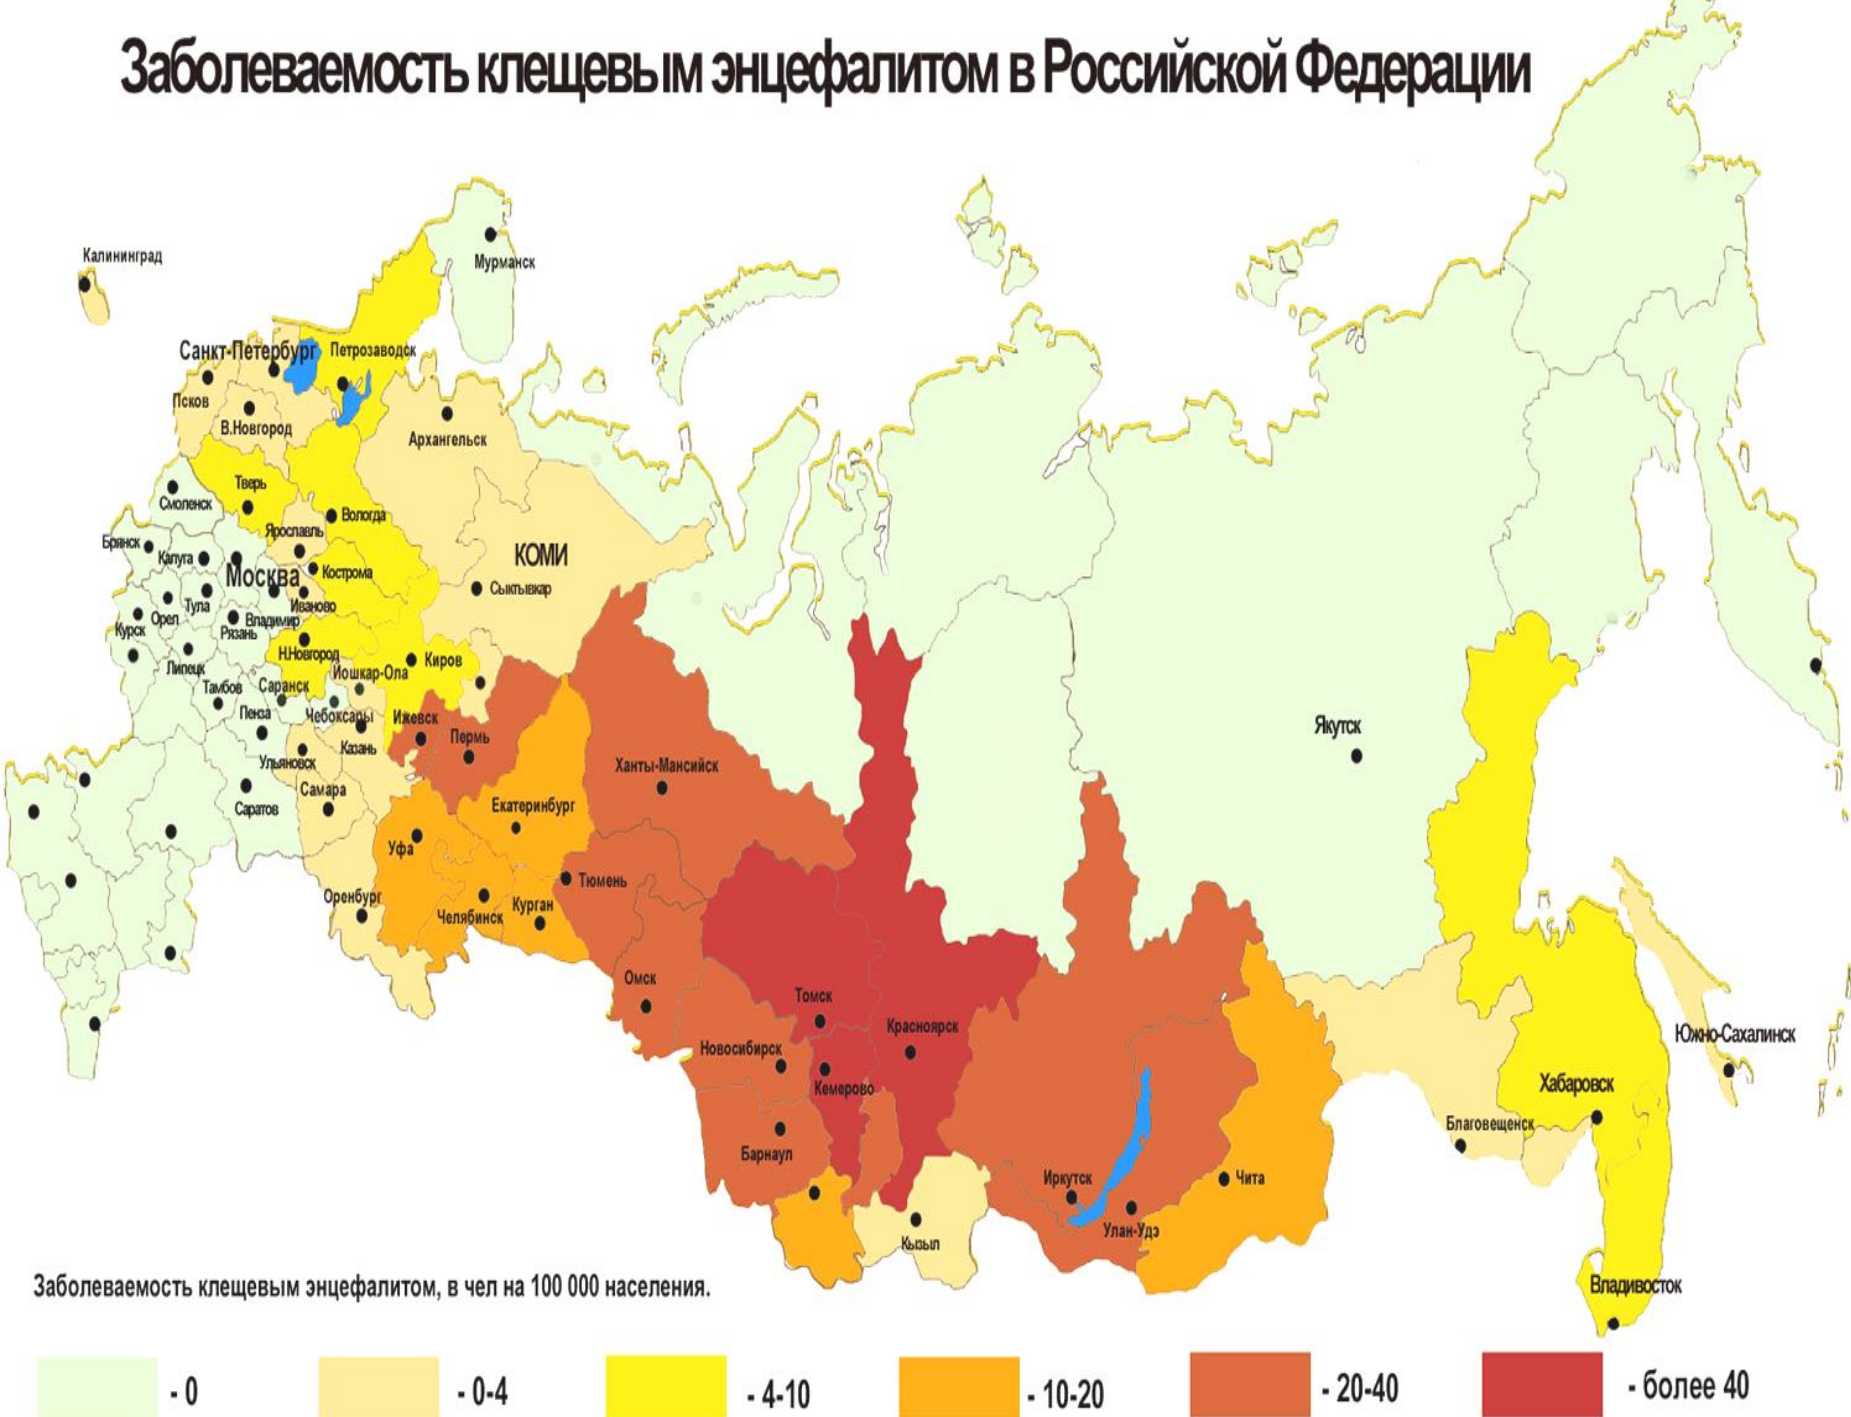 Заболеваемость клещевым энцефалитом в Российской Федерации
Калининград
Мурманск
Санкт-Петербург
Петрозаводск
Псков
В.Новгород
Архангельск
Тверь
Смоленск
Вологда
Ярославль
Брянск
Калуга
КОМИ
Москва
Кострома
Сыктывкар
Иваново
Тула
Орел
Владимир
Курск
Рязань
Н.Новгород
Киров
Липецк
Йошкар-Ола
Тамбов
Саранск
Пенза
Чебоксары
Ижевск
Якутск
Пермь
Казань
Ульяновск
Ханты-Мансийск
Самара
Саратов
Екатеринбург
Уфа
Тюмень
Оренбург
Челябинск
Курган
Омск
Томск
Красноярск
Южно-Сахалинск
Новосибирск
Кемерово
Хабаровск
Благовещенск
Барнаул
Иркутск
Чита
Улан-Удэ
Кызыл
Владивосток
Заболеваемость клещевым энцефалитом, в чел на 100 000 населения.
- 0
- 0-4
- 4-10
- 10-20
- 20-40
- более 40